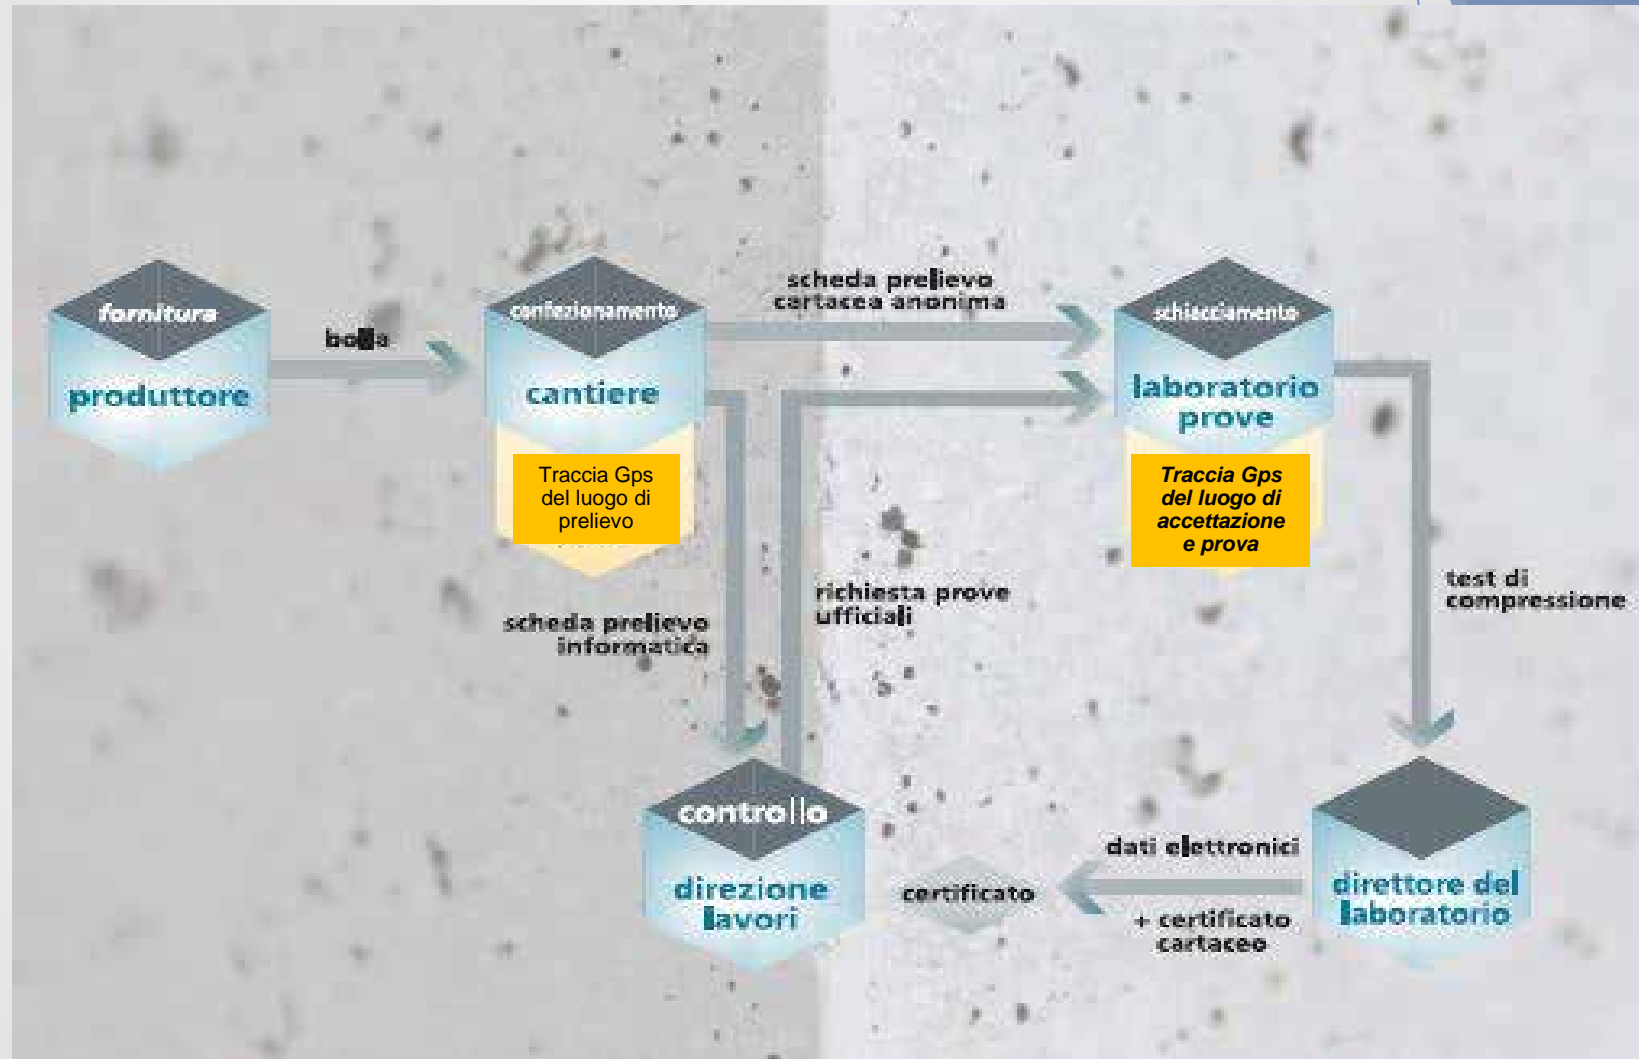 fornitura
produttore
bolla
confezionamento
cantiere
Traccia Gps
del luogo di
prelievo
scheda prelievo
cartacea anonima
schiacciamento
laboratorio
prove
Traccia Gps
del luogo di
accettazione
e prova
scheda prelievo
informatica
richiesta prove
ufficiali
test di
compressione
controllo
direzione
lavori
certificato
dati elettronici
+ certificato
cartaceo
direttore del
laboratorio